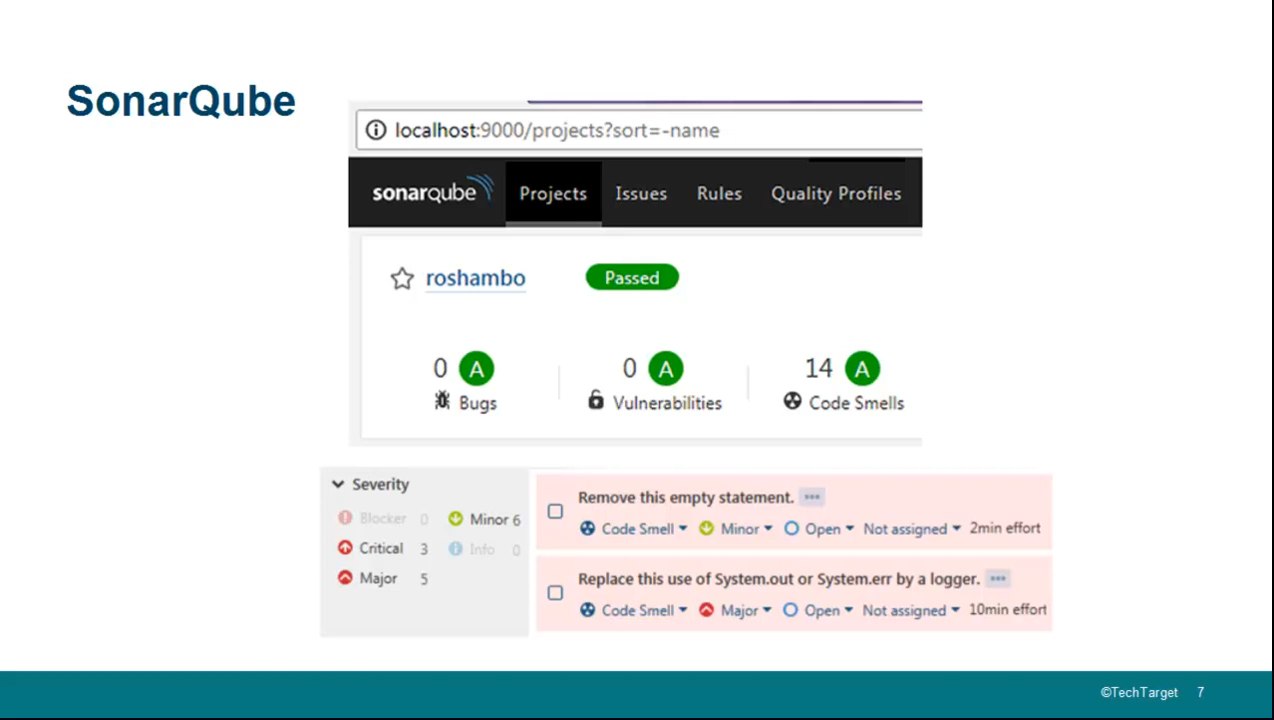 SonarQube
localhost:9000/projects?sort=-name
sonarqube Projects Issues Rules Quality Profiles
roshambo Passed
0 A 0 A 14 A
Bugs Vulnerabilities Code Smells
Severity
Blocker 0 Minor 6
Critical 3 Info 0
Major 5
Remove this empty statement.
Code Smell Minor Open Not assigned 2min effort
Replace this use of System.out or System.err by a logger.
Code Smell Major Open Not assigned 10min effort
©TechTarget 7